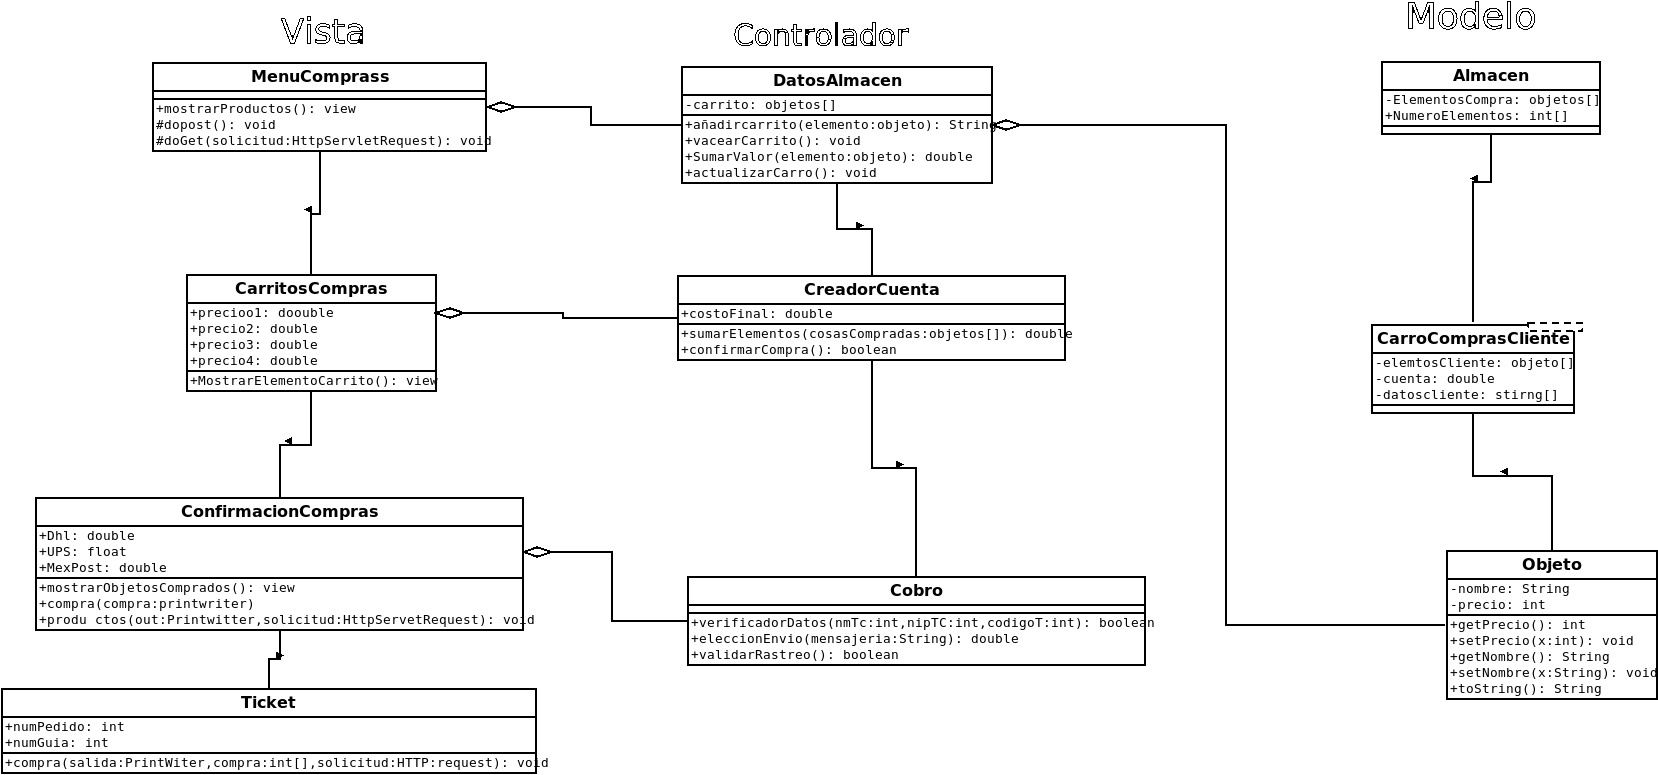 Vista
MenuComprass
+mostrarProductos(): view
#dopost(): void
#doGet(solicitud:HttpServletRequest): void
CarritosCompras
+precioo1: doouble
+precio2: double
+precio3: double
+precio4: double
+MostrarElementoCarrito(): view
ConfirmacionCompras
+Dhl: double
+UPS: float
+MexPost: double
+mostrarObjetosComprados(): view
+compra(compra:printwriter)
+produ ctos(out:Printwitter,solicitud:HttpServetRequest): void
Ticket
+numPedido: int
+numGuia: int
+compra(salida:PrintWiter,compra:int[],solicitud:HTTP:request): void
Controlador
DatosAlmacen
-carrito: objetos[]
+añadircarrito(elemento:objeto): String
+vacearCarrito(): void
+SumarValor(elemento:objeto): double
+actualizarCarro(): void
CreadorCuenta
+costoFinal: double
+sumarElementos(cosasCompradas:objetos[]): double
+confirmarCompra(): boolean
Cobro
+verificadorDatos(nmTc:int,nipTC:int,codigoT:int): boolean
+eleccionEnvio(mensajeria:String): double
+validarRastreo(): boolean
Modelo
Almacen
-ElementosCompra: objetos[]
+NumeroElementos: int[]
CarroComprasCliente
-elemtosCliente: objeto[]
-cuenta: double
-datoscliente: stirng[]
Objeto
-nombre: String
-precio: int
+getPrecio(): int
+setPrecio(x:int): void
+getNombre(): String
+setNombre(x:String): void
+toString(): String